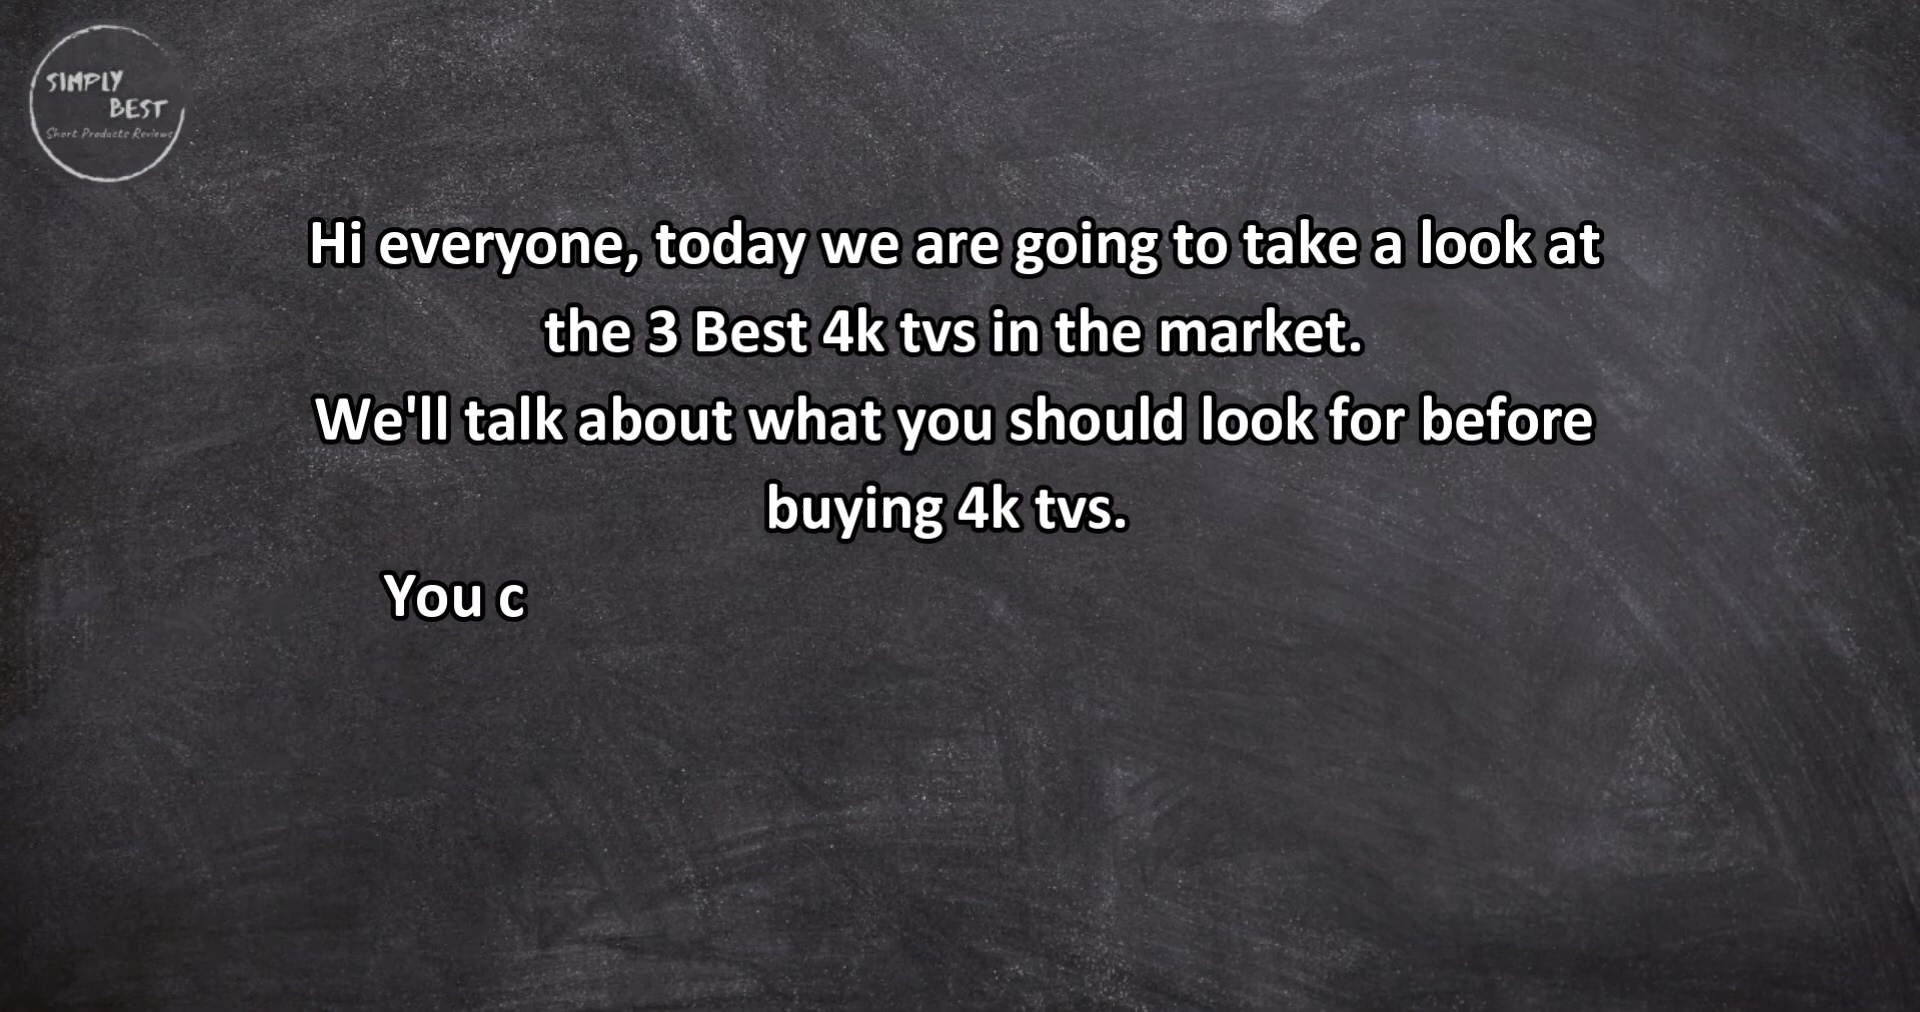 SIMPLY
BEST
Short Products Reviews
Hi everyone, today we are going to take a look at
the 3 Best 4k tvs in the market.
We'll talk about what you should look for before
buying 4k tvs.
You c